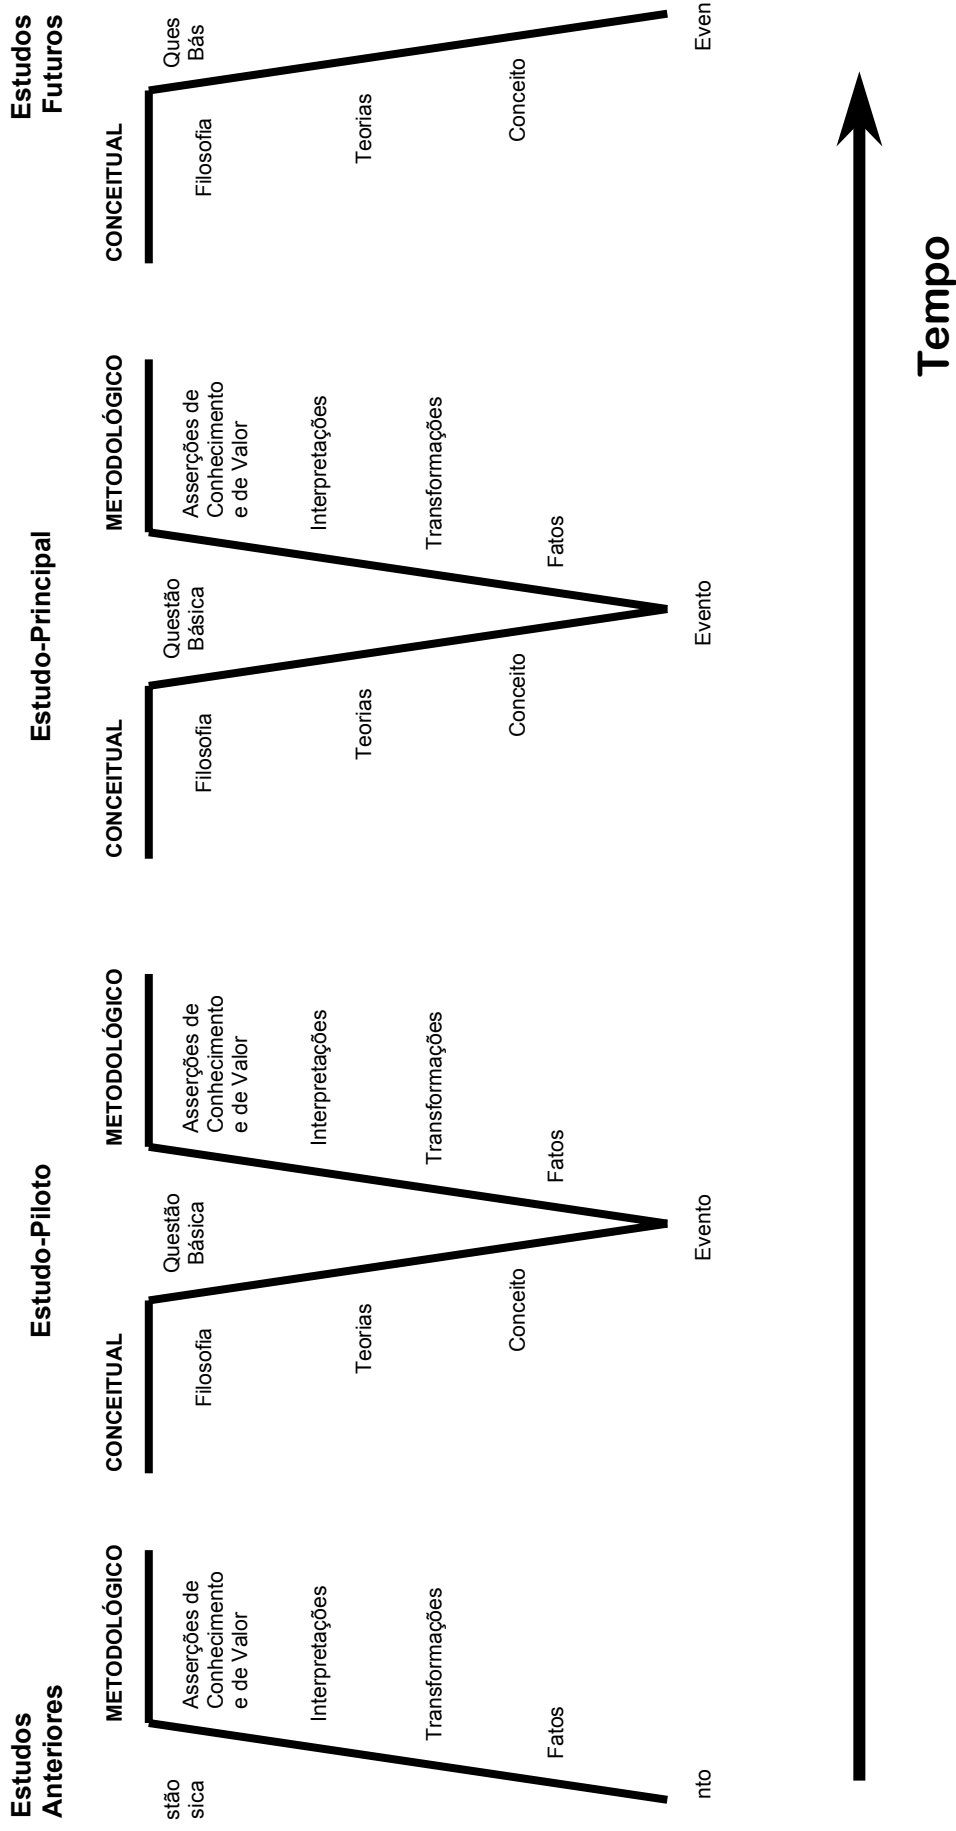 Estudos
Anteriores
METODOLÓGICO
stão
sica
Asserções de
Conhecimento
e de Valor
Interpretações
Transformações
Fatos
nto
Estudo-Piloto
CONCEITUAL
METODOLÓGICO
Filosofia
Questão
Básica
Asserções de
Conhecimento
e de Valor
Teorias
Interpretações
Transformações
Conceito
Fatos
Evento
Estudo-Principal
CONCEITUAL
METODOLÓGICO
Filosofia
Questão
Básica
Asserções de
Conhecimento
e de Valor
Teorias
Interpretações
Transformações
Conceito
Fatos
Evento
Estudos
Futuros
CONCEITUAL
Filosofia
Ques
Bás
Teorias
Conceito
Even
Tempo